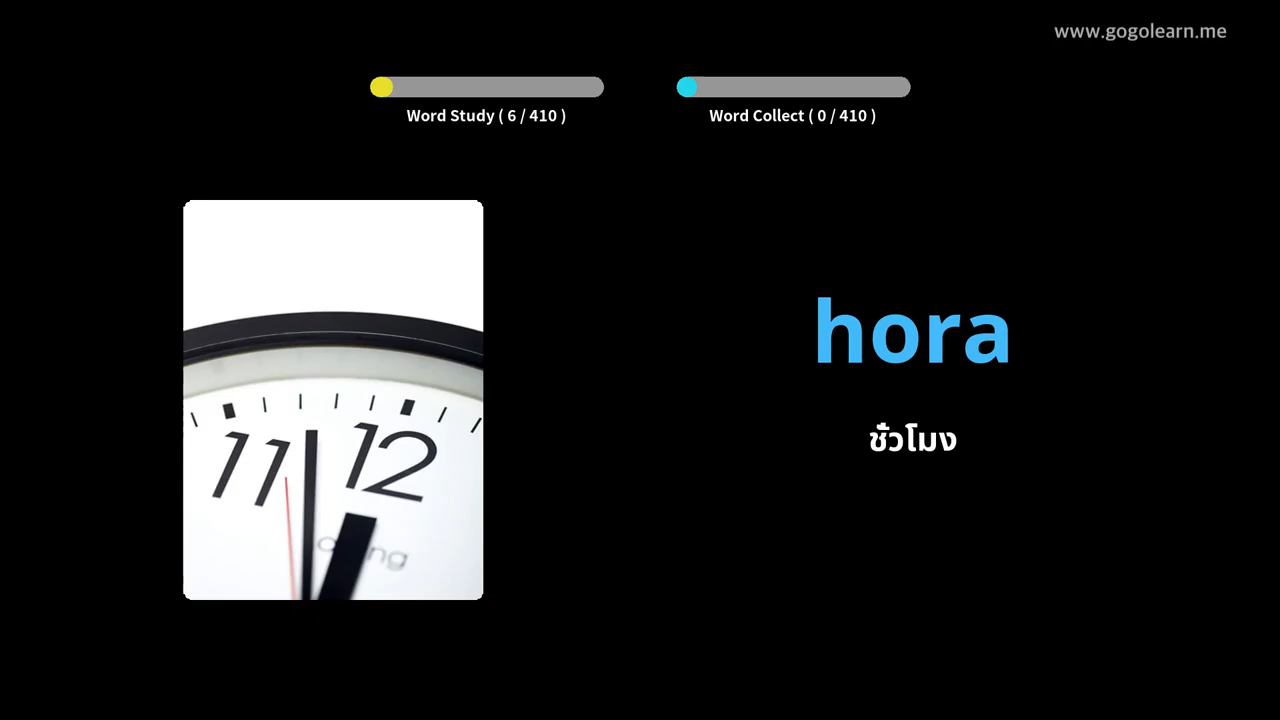 www.gogolearn.me
Word Study ( 6 / 410 )
Word Collect ( 0 / 410 )
11 12
hora
ชั่วโมง